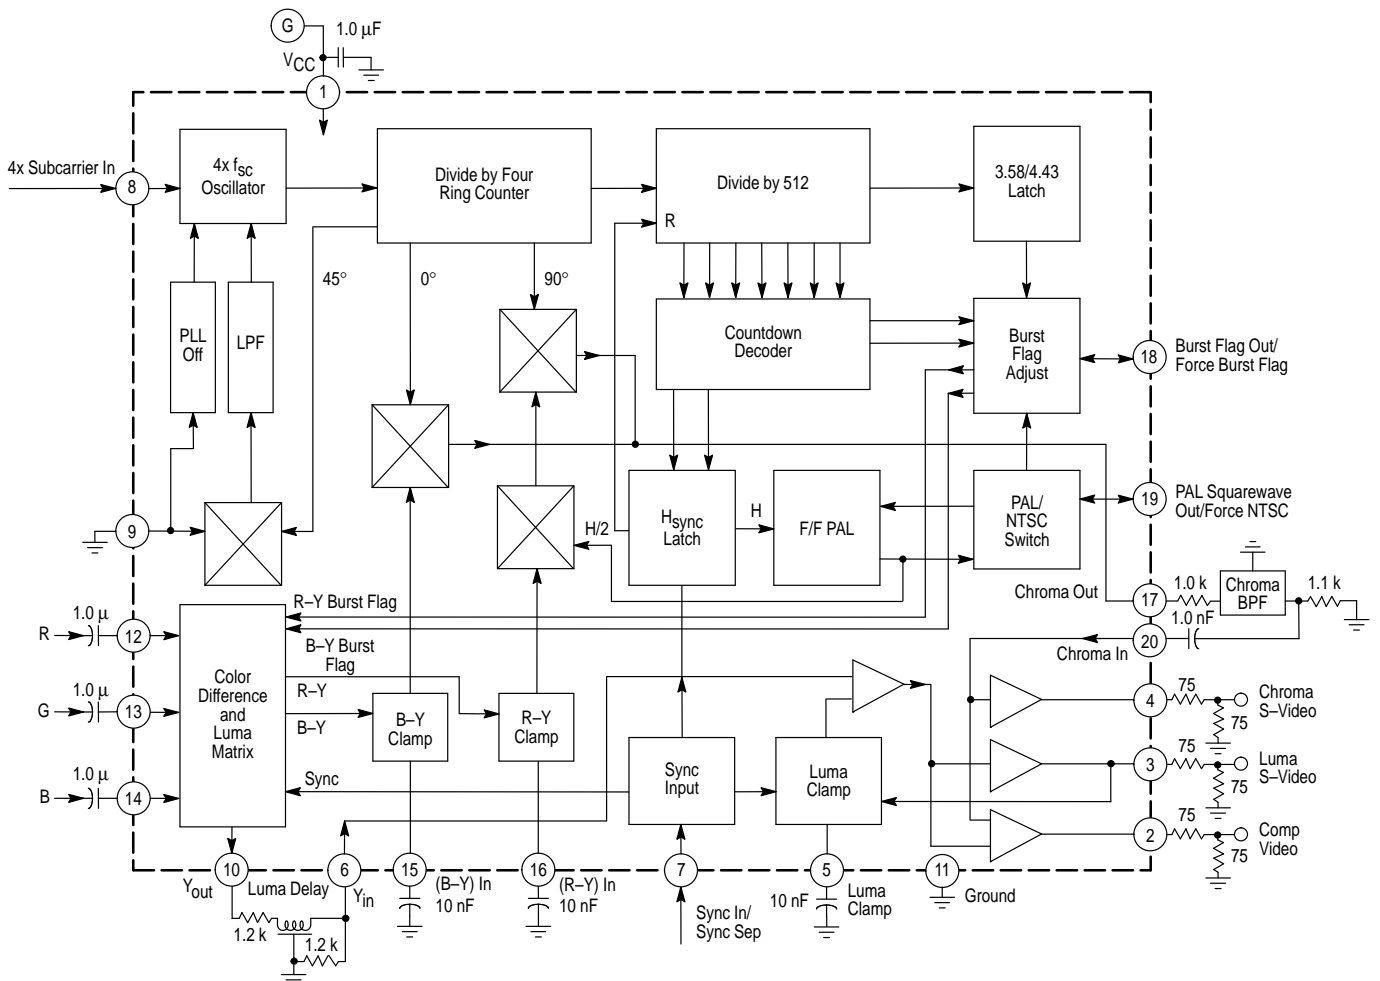 G
1.0 μF
VCC
1
4x Subcarrier In
8
4x fsc
Oscillator
Divide by Four
Ring Counter
Divide by 512
R
3.58/4.43
Latch
45°
0°
90°
PLL
Off
LPF
Countdown
Decoder
Burst
Flag
Adjust
18
Burst Flag Out/
Force Burst Flag
9
H/2
Hsync
Latch
H
F/F PAL
PAL/
NTSC
Switch
19
PAL Squarewave
Out/Force NTSC
Chroma Out
17
1.0 k
Chroma
BPF
1.1 k
1.0 nF
20
Chroma In
R
1.0 μ
12
R–Y Burst Flag
B–Y Burst
Flag
G
1.0 μ
13
Color
Difference
and
Luma
Matrix
R–Y
B–Y
B–Y
Clamp
R–Y
Clamp
4
75
75
Chroma
S–Video
B
1.0 μ
14
Sync
Sync
Input
Luma
Clamp
3
75
75
Luma
S–Video
2
75
75
Comp
Video
10
Yout
Luma Delay
6
Yin
15
(B–Y) In
10 nF
16
(R–Y) In
10 nF
7
Sync In/
Sync Sep
5
10 nF
Luma
Clamp
11
Ground
1.2 k
1.2 k